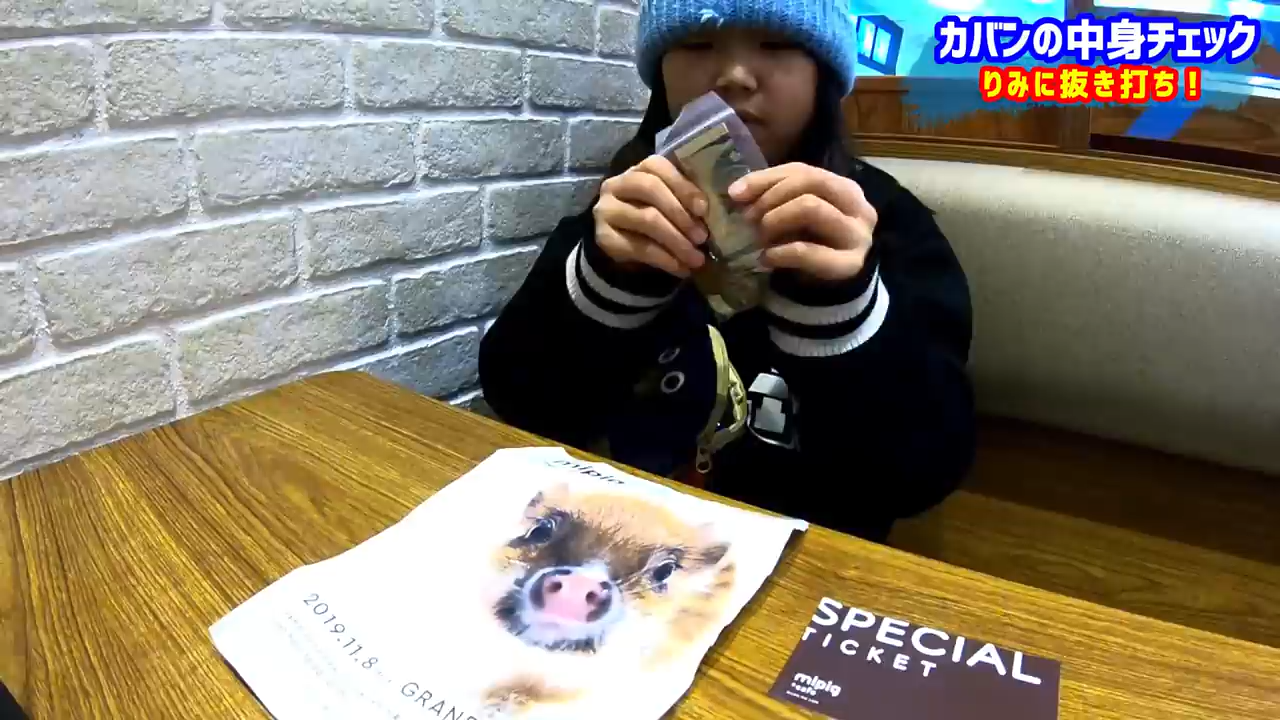 カバンの中身チェック
りみに抜き打ち！
mipig
2019.11.8
GRAND
SPECIAL
TICKET
mipig
cafe